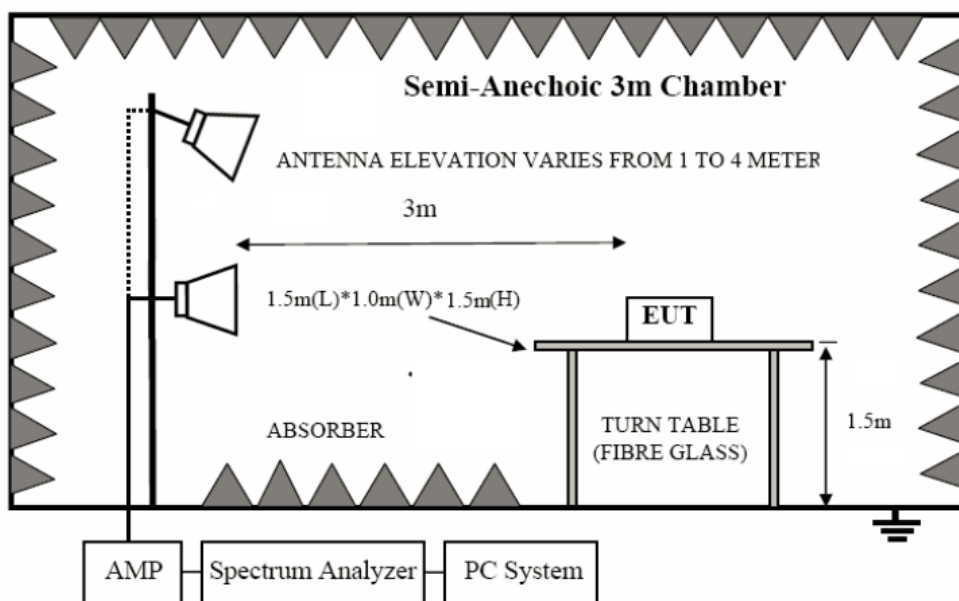 Semi-Anechoic 3m Chamber
ANTENNA ELEVATION VARIES FROM 1 TO 4 METER
3m
1.5m(L)*1.0m(W)*1.5m(H)
EUT
ABSORBER
TURN TABLE
(FIBRE GLASS)
1.5m
AMP
Spectrum Analyzer
PC System